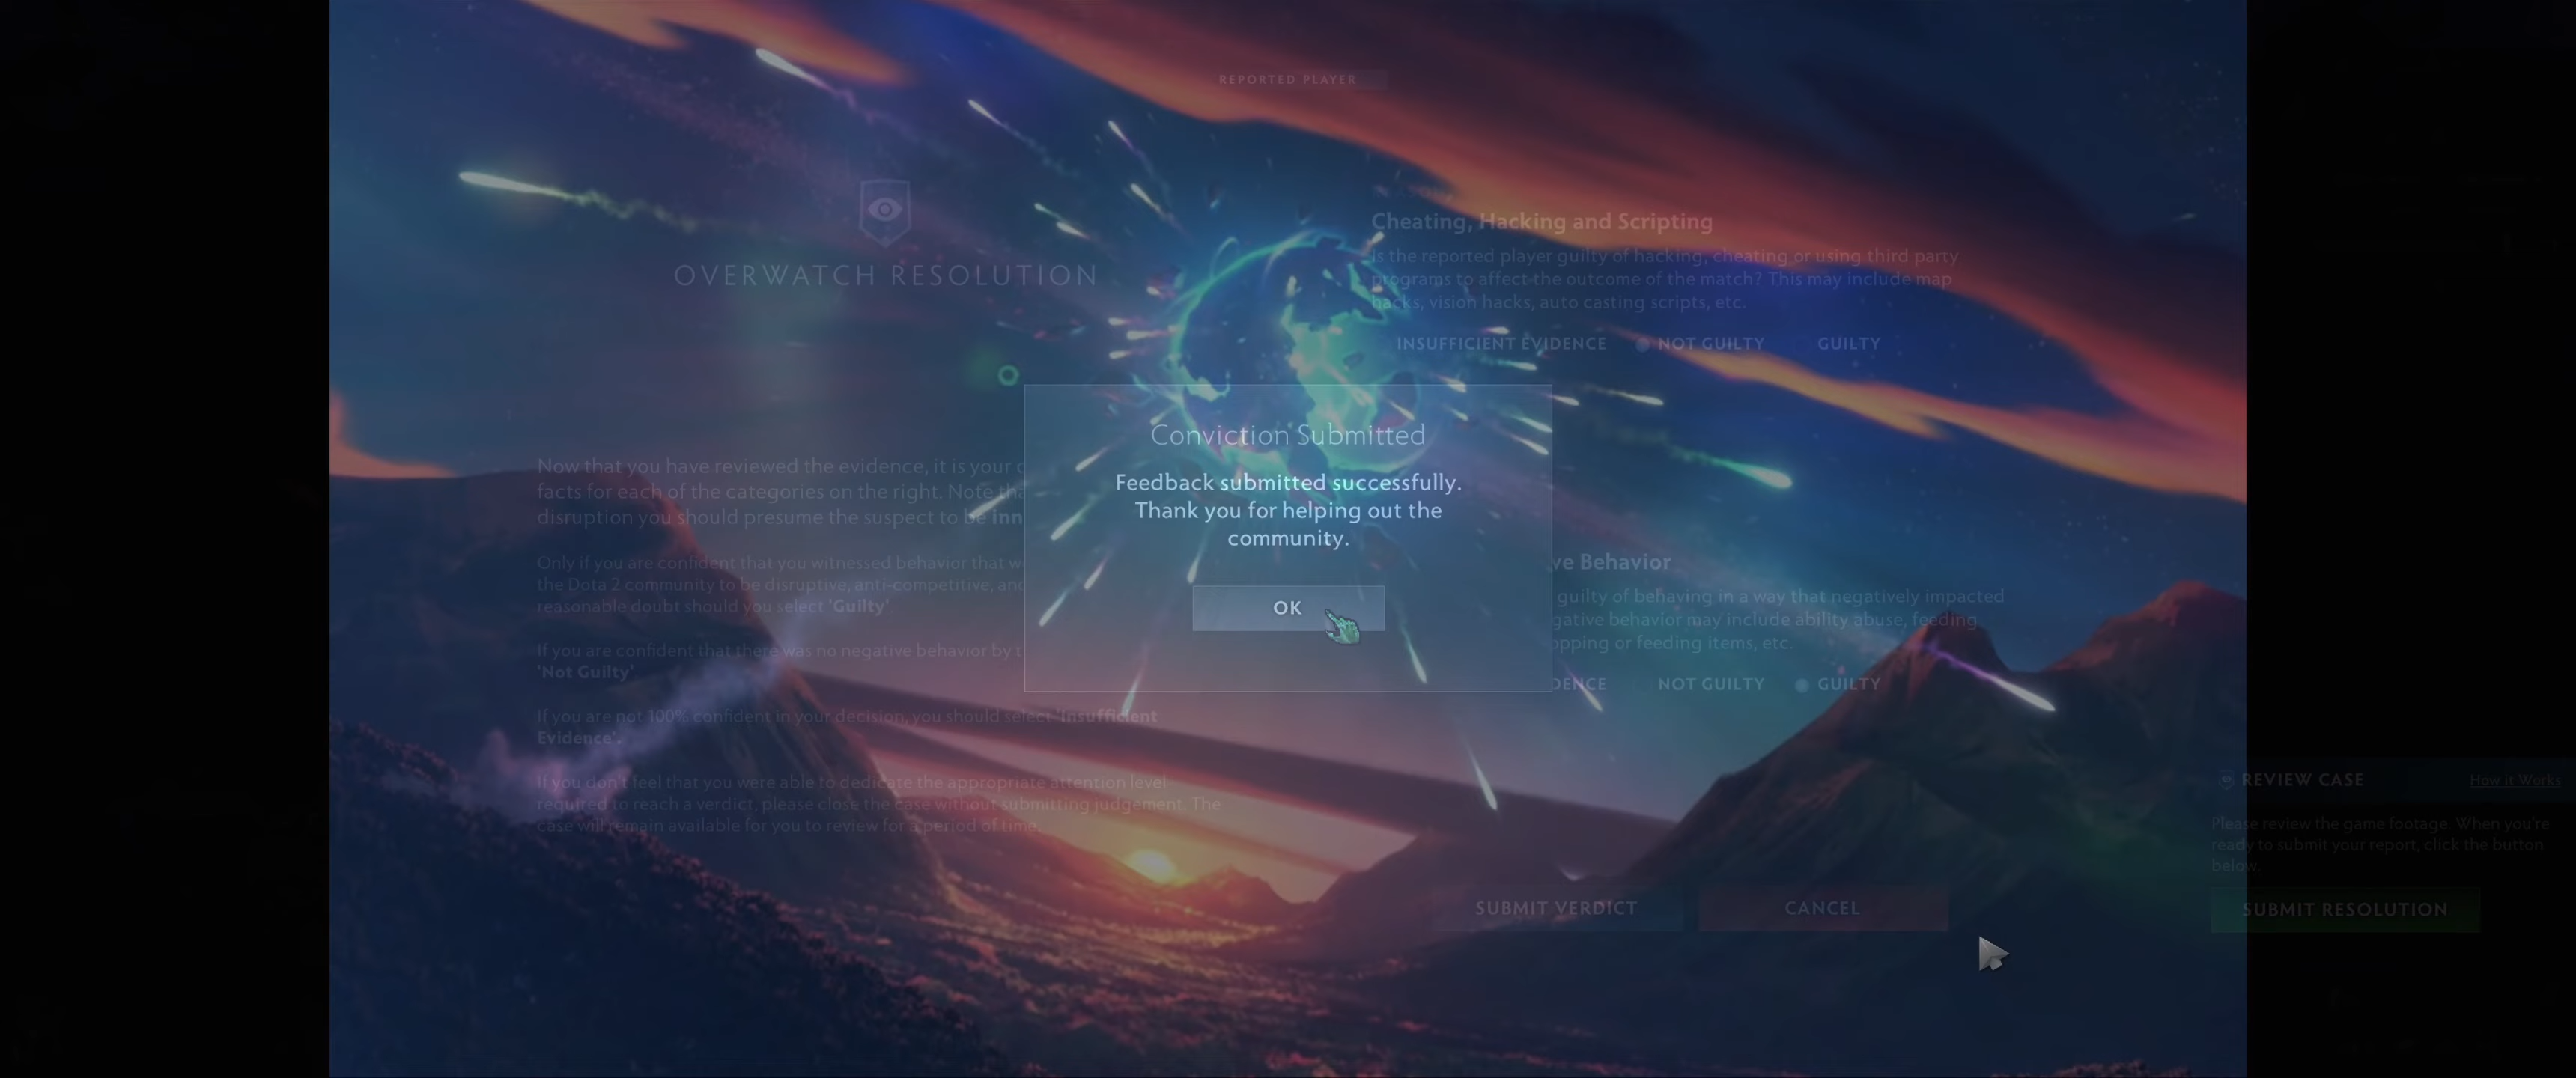 REPORTED PLAYER
OVERWATCH RESOLUTION
Now that you have reviewed the evidence, it is your
facts for each of the categories on the right. Note
disruption you should presume the suspect to be
Only if you are confident that you witnessed behavior that
the Dota 2 community to be disruptive, anti-competitive,
reasonable doubt should you select 'Guilty'.
If you are confident that there was no negative behavior by
'Not Guilty'
If you are not 100% confident in your decision, you should select 'Insufficient
Evidence'.
If you don't feel that you were able to dedicate the appropriate attention level
required to reach a verdict, please close the case without submitting judgement. The
case will remain available for you to review for a period of time.
Cheating, Hacking and Scripting
Is the reported player guilty of hacking, cheating or using third party
programs to affect the outcome of the match? This may include map
hacks, vision hacks, auto casting scripts, etc.
INSUFFICIENT EVIDENCE NOT GUILTY GUILTY
Conviction Submitted
Feedback submitted successfully.
Thank you for helping out the
community.
OK
Behavior
guilty of behaving in a way that negatively impacted
behavior may include ability abuse, feeding
or feeding items, etc.
NOT GUILTY GUILTY
SUBMIT VERDICT CANCEL
REVIEW CASE How it Works
Please review the game footage. When you're
ready to submit your report, click the button
below.
SUBMIT RESOLUTION